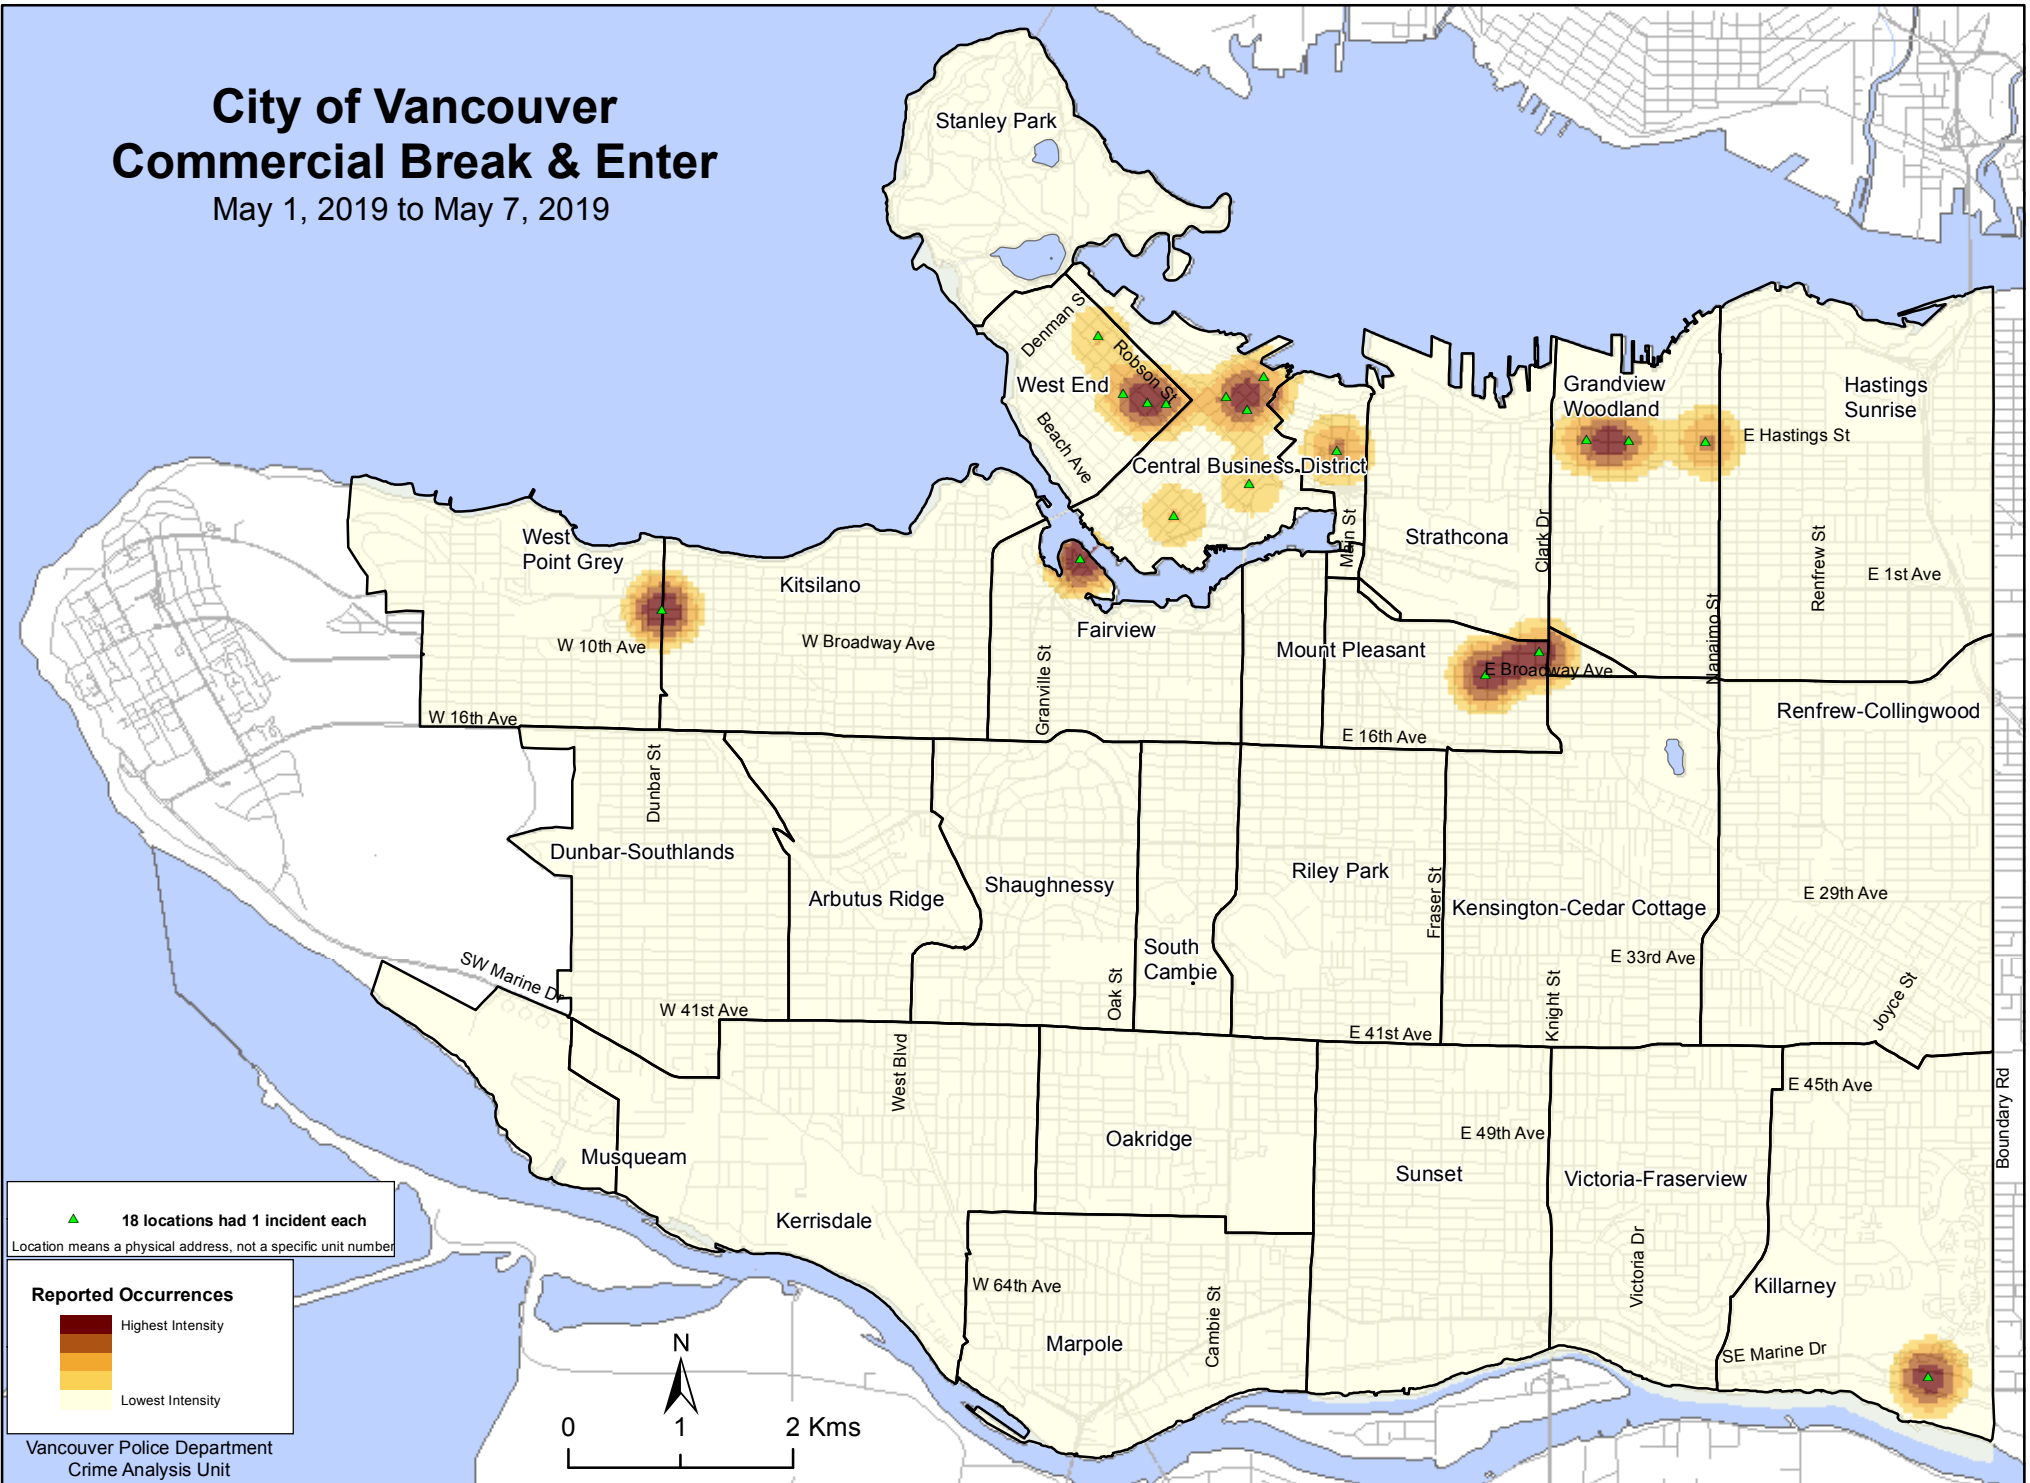 City of Vancouver
Commercial Break & Enter
May 1, 2019 to May 7, 2019
Stanley Park
Denman S
Robson St
West End
Beach Ave
Central Business District
Grandview
Woodland
Hastings
Sunrise
E Hastings St
West
Point Grey
Kitsilano
W 10th Ave
W Broadway Ave
Fairview
Granville St
Main St
Mount Pleasant
Strathcona
Clark Dr
E Broadway Ave
Nanaimo St
Renfrew St
E 1st Ave
Renfrew-Collingwood
W 16th Ave
E 16th Ave
Dunbar St
Dunbar-Southlands
Arbutus Ridge
Shaughnessy
South
Cambie
Oak St
Riley Park
Fraser St
Kensington-Cedar Cottage
E 29th Ave
E 33rd Ave
Knight St
Joyce St
SW Marine Dr
W 41st Ave
E 41st Ave
West Blvd
E 45th Ave
Boundary Rd
Musqueam
Oakridge
E 49th Ave
Sunset
Victoria-Fraserview
Kerrisdale
Victoria Dr
Killarney
W 64th Ave
Cambie St
Marpole
SE Marine Dr
18 locations had 1 incident each
Location means a physical address, not a specific unit number
Reported Occurrences
Highest Intensity
Lowest Intensity
Vancouver Police Department
Crime Analysis Unit
N
0 1 2 Kms